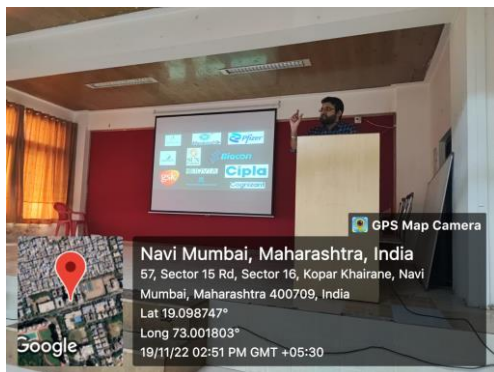 Pfizer
Biocon
gsk
Cipla
GPS Map Camera
Navi Mumbai, Maharashtra, India
57, Sector 15 Rd, Sector 16, Kopar Khairane, Navi
Mumbai, Maharashtra 400709, India
Lat 19.098747°
Long 73.001803°
19/11/22 02:51 PM GMT +05:30
Google